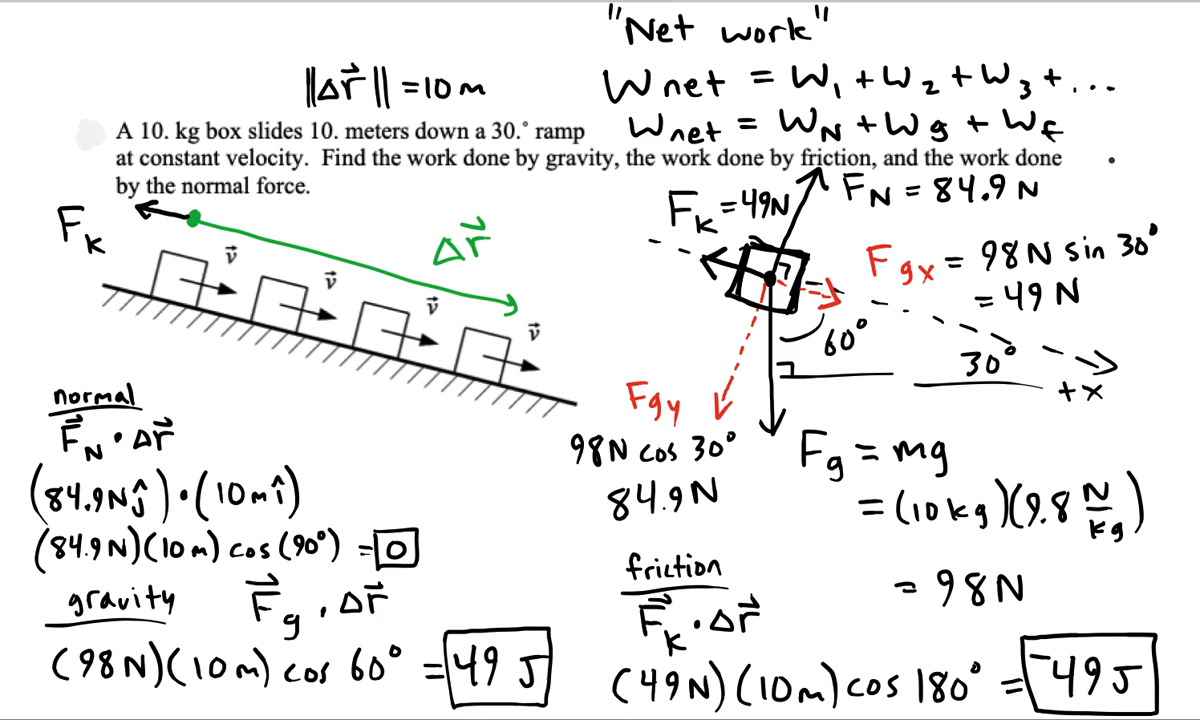 "Net work"
||Δr⃗|| = 10 m
W net = W₁ + W₂ + W₃ + ...
A 10. kg box slides 10. meters down a 30.° ramp
W net = W_N + W_g + W_f
at constant velocity. Find the work done by gravity, the work done by friction, and the work done
by the normal force.
F_k
Δr⃗
v⃗
v⃗
v⃗
v⃗
F_k = 49N
F_N = 84.9 N
F_gx = 98N sin 30°
= 49 N
60°
30°
+x
F_gy
98N cos 30°
84.9N
F_g = mg
= (10kg)(9.8 N/kg)
= 98N
normal
F⃗_N · Δr⃗
(84.9N ĵ) · (10m î)
(84.9N)(10m) cos(90°) = 0
gravity F⃗_g · Δr⃗
(98N)(10m) cos 60° = 49 J
friction
F⃗_k · Δr⃗
(49N)(10m) cos 180° = -49 J